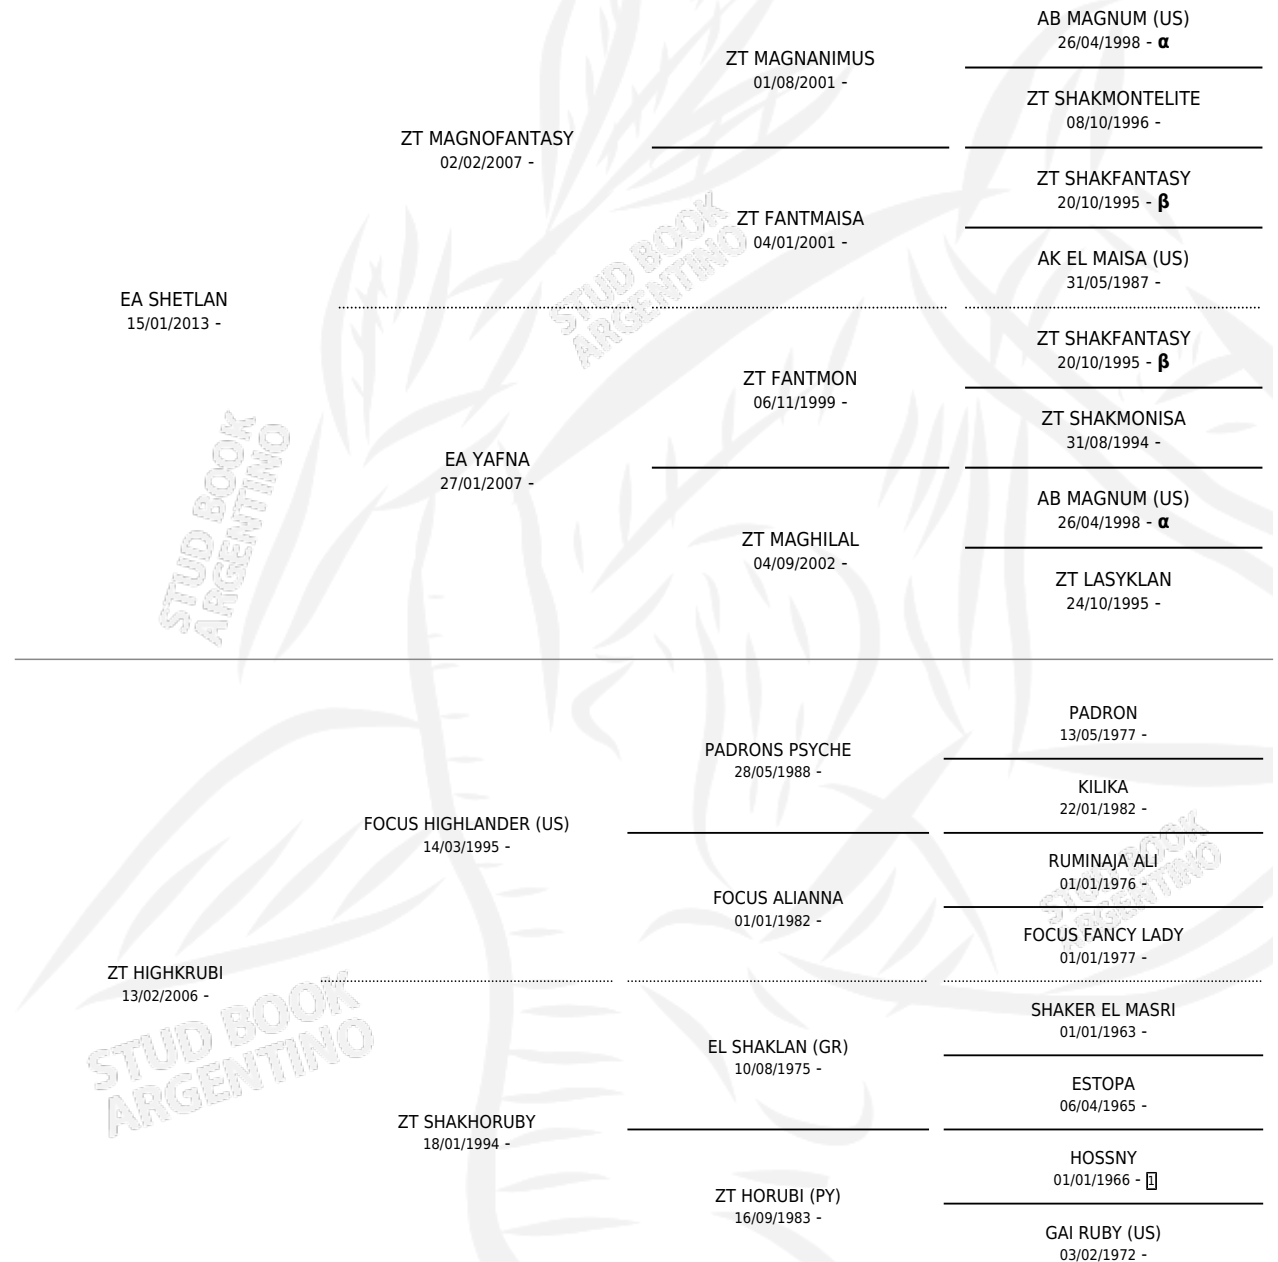 AB MAGNUM (US)
26/04/1998 - α
ZT MAGNANIMUS
01/08/2001 -
ZT SHAKMONTELITE
08/10/1996 -
ZT MAGNOFANTASY
02/02/2007 -
ZT SHAKFANTASY
20/10/1995 - β
ZT FANTMAISA
04/01/2001 -
AK EL MAISA (US)
31/05/1987 -
EA SHETLAN
15/01/2013 -
ZT SHAKFANTASY
20/10/1995 - β
ZT FANTMON
06/11/1999 -
ZT SHAKMONISA
31/08/1994 -
EA YAFNA
27/01/2007 -
AB MAGNUM (US)
26/04/1998 - α
ZT MAGHILAL
04/09/2002 -
ZT LASYKLAN
24/10/1995 -
STUD BOOK
ARGENTINO
STUD BOOK
ARGENTINO
PADRON
13/05/1977 -
PADRONS PSYCHE
28/05/1988 -
KILIKA
22/01/1982 -
FOCUS HIGHLANDER (US)
14/03/1995 -
RUMINAJA ALI
01/01/1976 -
FOCUS ALIANNA
01/01/1982 -
FOCUS FANCY LADY
01/01/1977 -
ZT HIGHKRUBI
13/02/2006 -
SHAKER EL MASRI
01/01/1963 -
EL SHAKLAN (GR)
10/08/1975 -
ESTOPA
06/04/1965 -
ZT SHAKHORUBY
18/01/1994 -
HOSSNY
01/01/1966 - 1
ZT HORUBI (PY)
16/09/1983 -
GAI RUBY (US)
03/02/1972 -
STUD BOOK
ARGENTINO
STUD BOOK
ARGENTINO